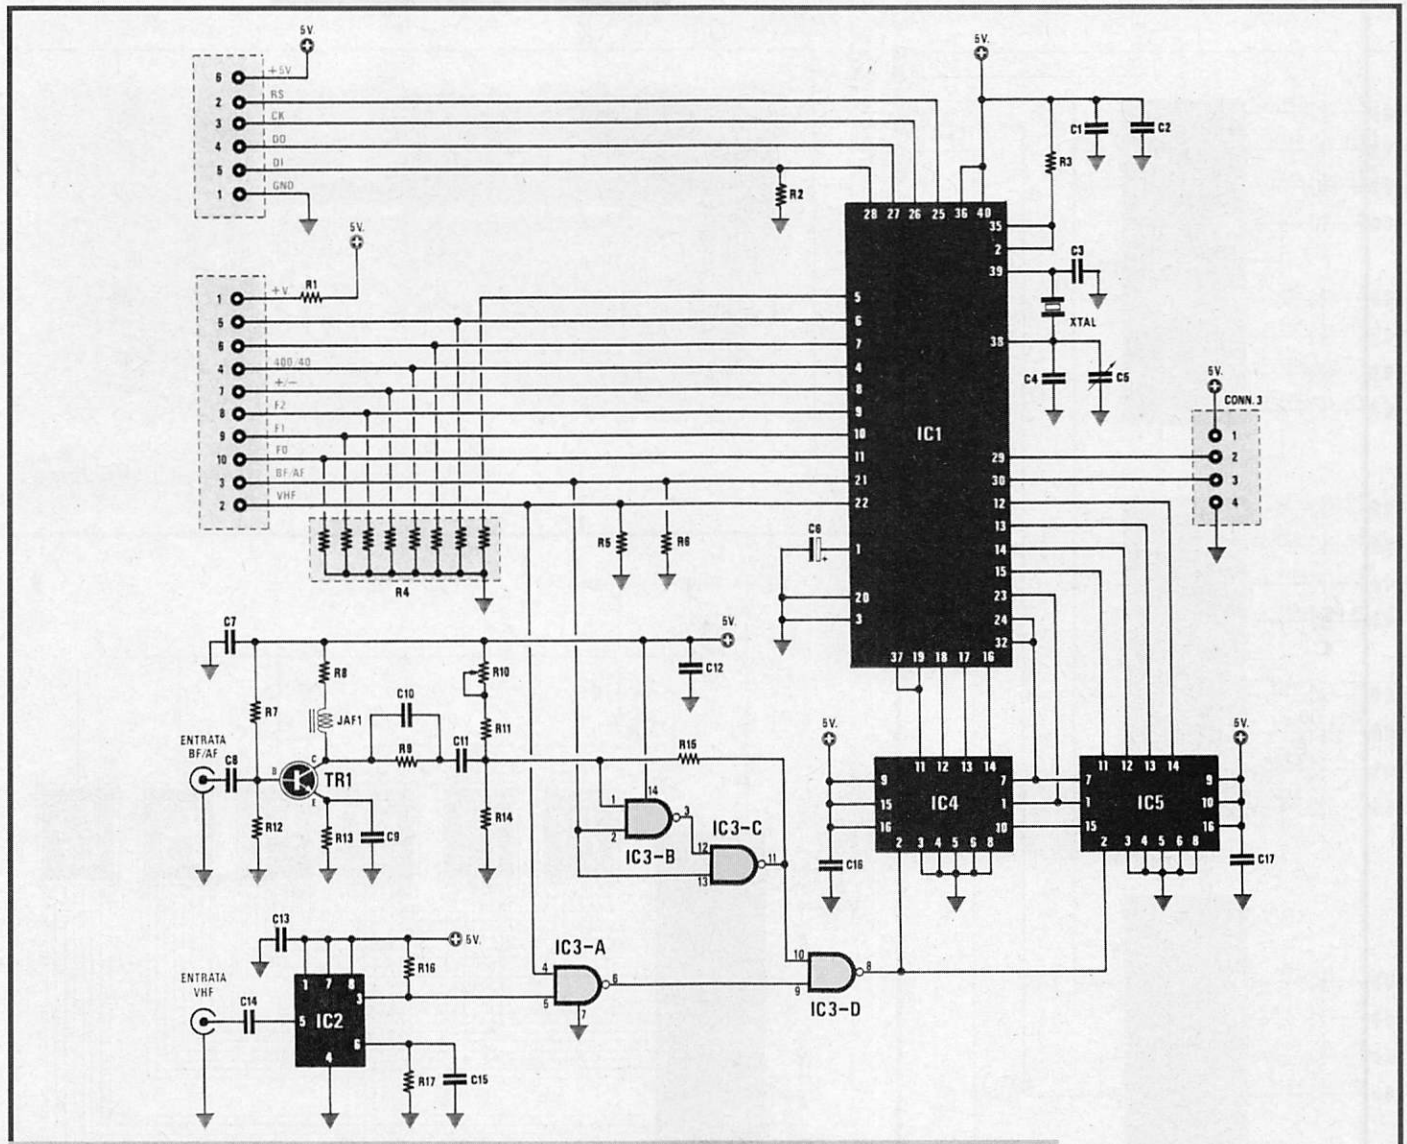 5V.
6 +5V
2 RS
3 CK
4 DO
5 DI
1 GND
R2
28 27 26 25 36 40
5V.
C1 C2
R3
35
2
39
C3
XTAL
38
C4 C5
5V.
1 +V R1
5
6
4 400/40
7 +/-
8 F2
9 F1
10 F0
3 BF/AF
2 VHF
5
6
7
4
8
9
10
11
21
22
1
20
3
IC1
29
30
12
13
14
15
23
24
32
37 19 18 17 16
5V.
CONN. 3
1
2
3
4
R4
R5 R6
C6
+
C7
5V.
C12
R8
R10
R7
JAF1
C10
R11
ENTRATA
BF/AF
C8
B C E
TR1
R9
C11
R15
R12
R13
C9
R14
1
2
14
3
IC3-B
IC3-C
12
13
11
5V.
11 12 13 14
9
15
16
IC4
7
1
10
2 3 4 5 6 8
C16
5V.
11 12 13 14
7
1
15
IC5
9
10
16
2 3 4 5 6 8
C17
C13
5V.
R16
ENTRATA
VHF
C14
1 7 8
3
5
IC2
6
4
R17
C15
IC3-A
4
5
6
7
10
9
8
IC3-D